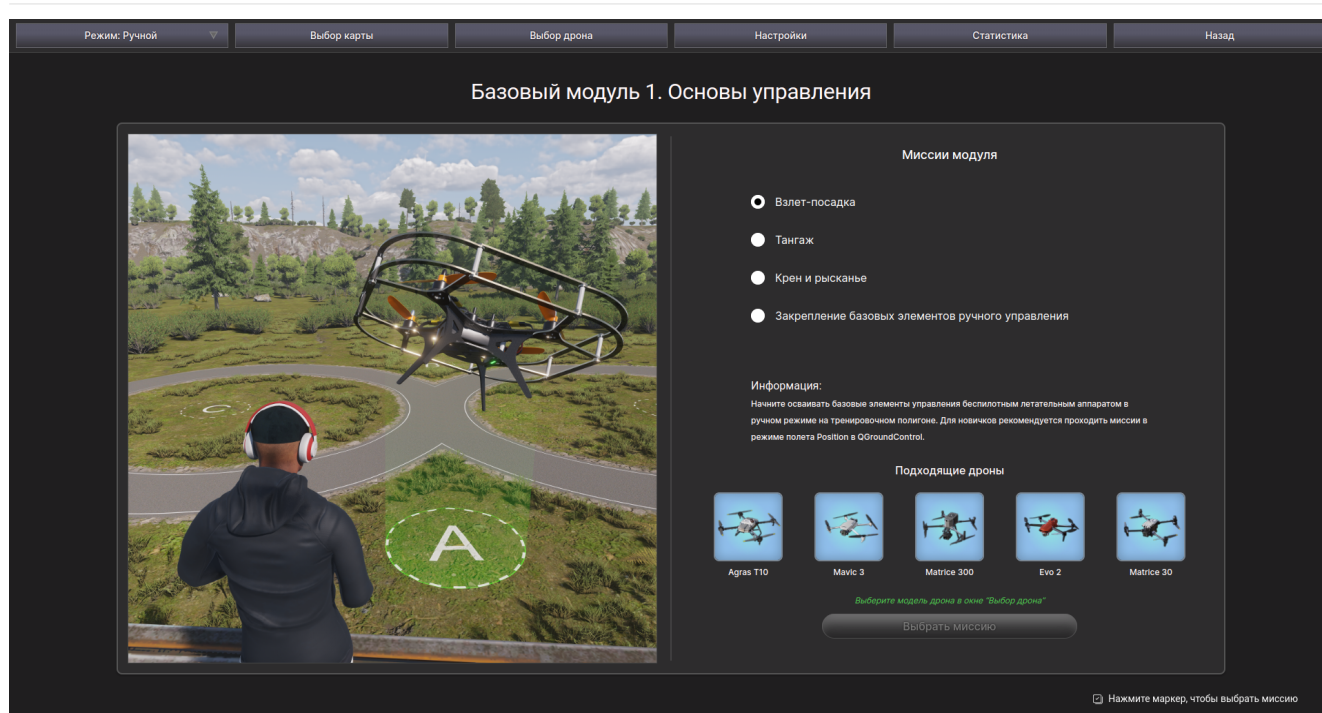 Режим: Ручной
Выбор карты
Выбор дрона
Настройки
Статистика
Назад
Базовый модуль 1. Основы управления
Миссии модуля
Взлет-посадка
Тангаж
Крен и рысканье
Закрепление базовых элементов ручного управления
Информация:
Начните осваивать базовые элементы управления беспилотным летательным аппаратом в
ручном режиме на тренировочном полигоне. Для новичков рекомендуется проходить миссии в
режиме полета Position в QGroundControl.
Подходящие дроны
Agras T10
Mavic 3
Matrice 300
Evo 2
Matrice 30
Выберите модель дрона в окне "Выбор дрона"
Выбрать миссию
C
A
Нажмите маркер, чтобы выбрать миссию